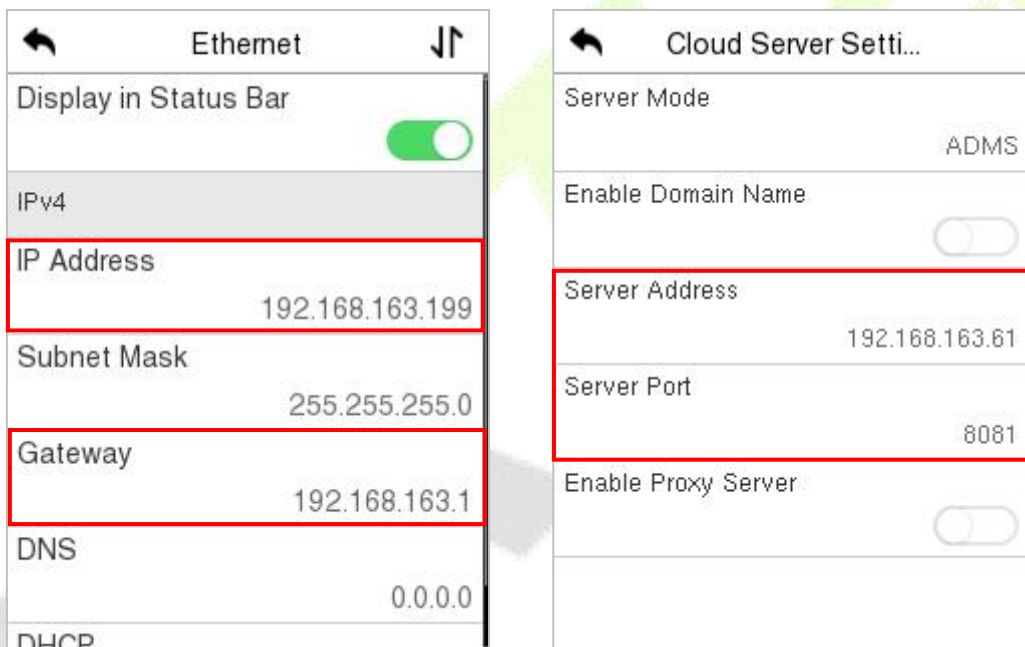 Ethernet
Display in Status Bar
IPv4
IP Address
192.168.163.199
Subnet Mask
255.255.255.0
Gateway
192.168.163.1
DNS
0.0.0.0
DHCP
Cloud Server Setti...
Server Mode
ADMS
Enable Domain Name
Server Address
192.168.163.61
Server Port
8081
Enable Proxy Server